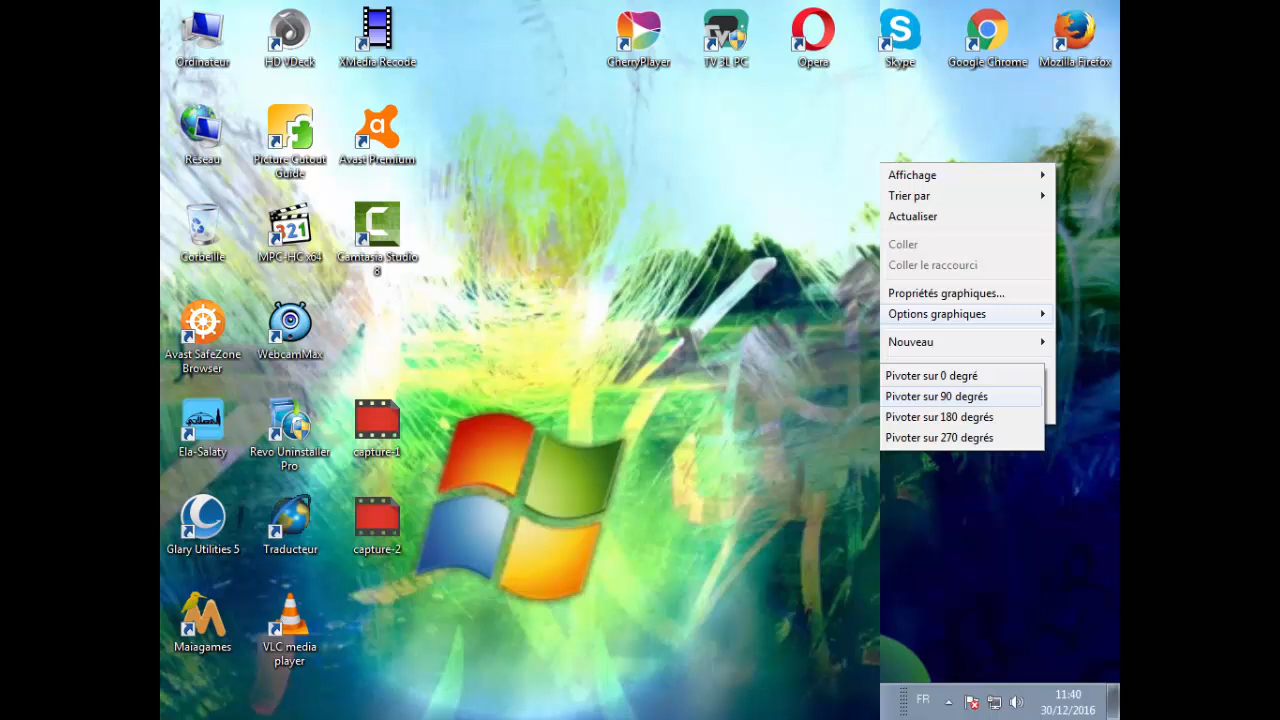 Ordinateur
HD VDeck
XMedia Recode
CherryPlayer
TV 3L PC
Opera
Skype
Google Chrome
Mozilla Firefox
Réseau
Picture Cutout
Guide
Avast Premium
Corbeille
321
MPC-HC x64
Camtasia Studio
8
Avast SafeZone
Browser
WebcamMax
Ela-Salaty
Revo Uninstaller
Pro
capture-1
Glary Utilities 5
Traducteur
capture-2
Maïagames
VLC media
player
Affichage
Trier par
Actualiser
Coller
Coller le raccourci
Propriétés graphiques...
Options graphiques
Nouveau
Pivoter sur 0 degré
Pivoter sur 90 degrés
Pivoter sur 180 degrés
Pivoter sur 270 degrés
FR
11:40
30/12/2016